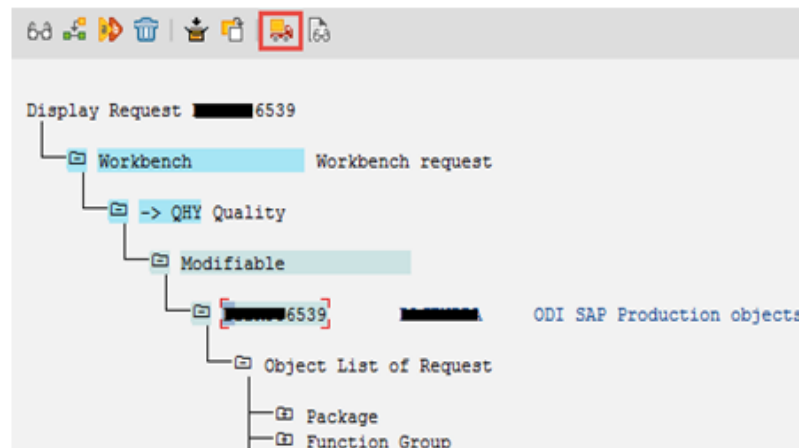 Display Request 6539
Workbench Workbench request
-> QHY Quality
Modifiable
6539 ODI SAP Production objects
Object List of Request
Package
Function Group